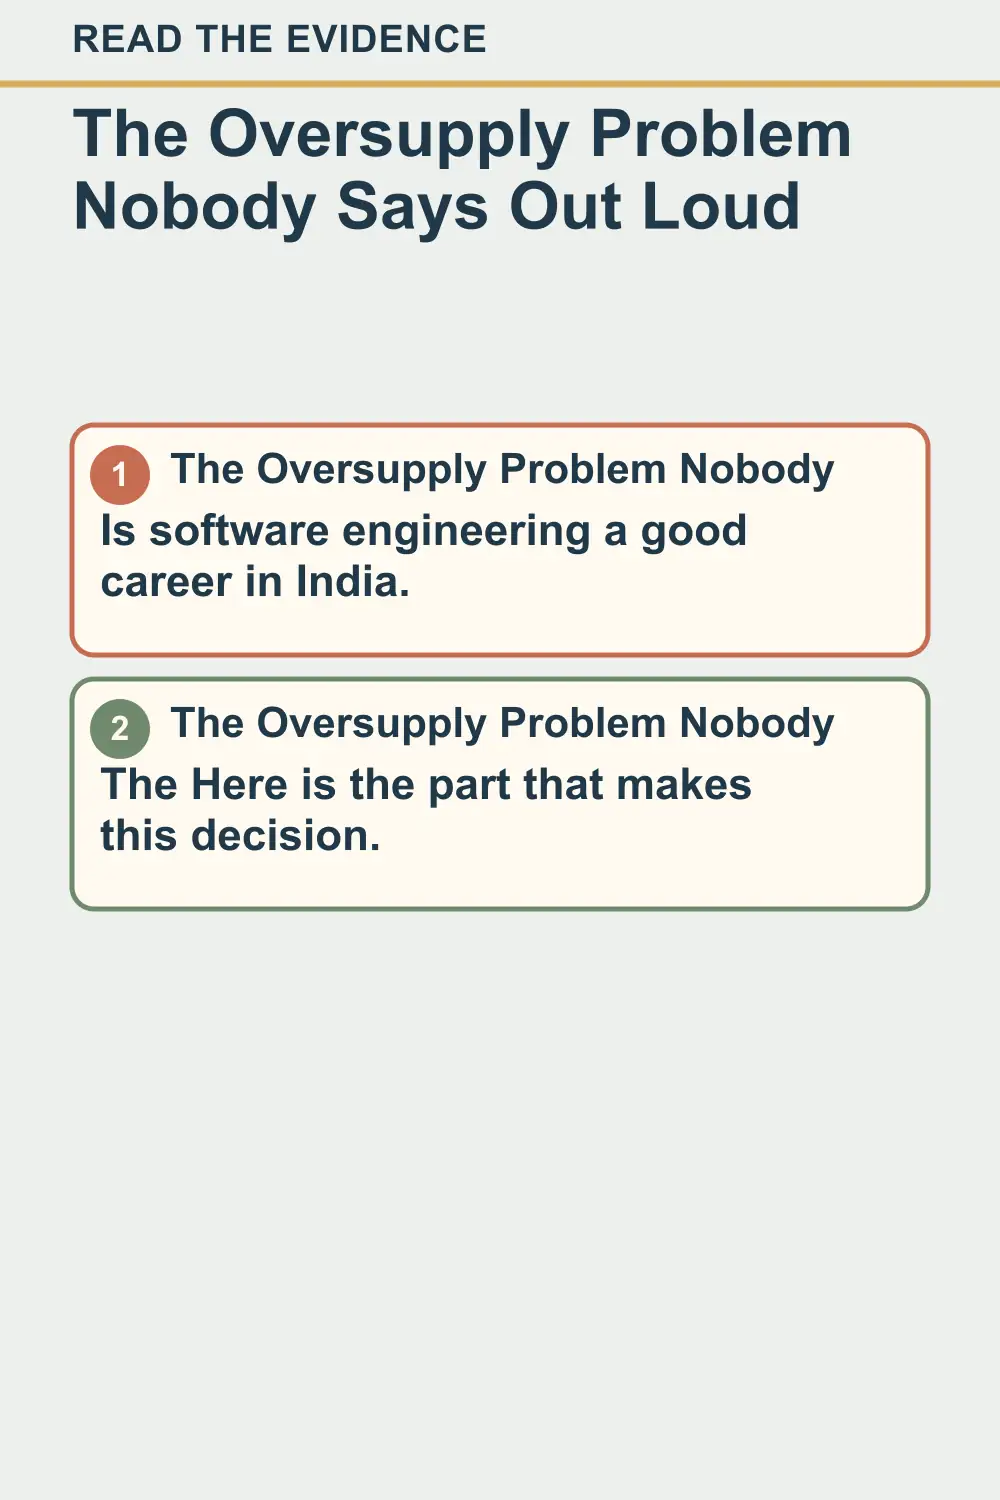 READ THE EVIDENCE
The Oversupply Problem
Nobody Says Out Loud
1 The Oversupply Problem Nobody
Is software engineering a good
career in India.
2 The Oversupply Problem Nobody
The Here is the part that makes
this decision.